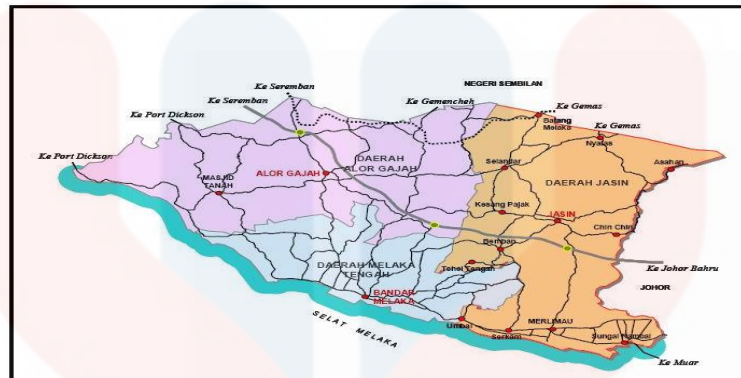 Ke Seremban
NEGERI SEMBILAN
Ke Seremban
Ke Gemencheh
Ke Gemas
Ke Port Dickson
Batang
Melaka
Ke Gemas
Nyalas
Ke Port Dickson
DAERAH
ALOR GAJAH
Selandar
Asahan
ALOR GAJAH
MASJID
TANAH
DAERAH JASIN
Kesang Pajak
JASIN
Chin Chin
Bemban
DAERAH MELAKA
TENGAH
Tehel Tengah
Ke Johor Bahru
JOHOR
BANDAR
MELAKA
SELAT MELAKA
Umbai
MERLIMAU
Serkam
Sungai Rambai
Ke Muar